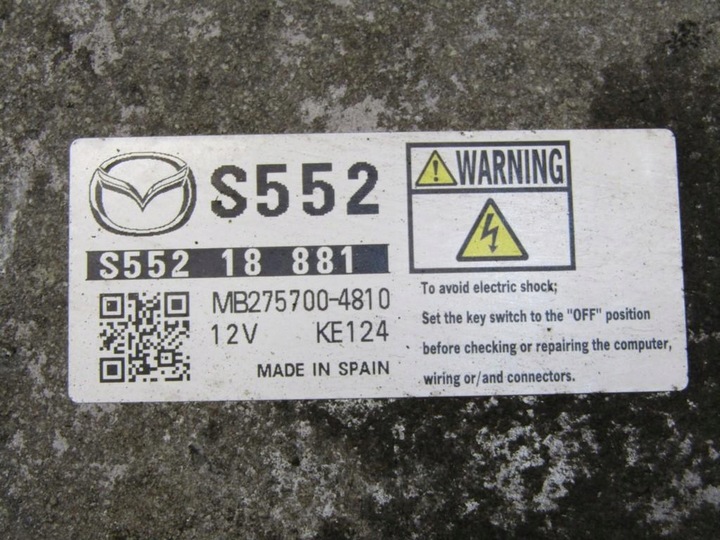 S552
S552 18 881
MB275700-4810
12V KE124
MADE IN SPAIN
WARNING
To avoid electric shock;
Set the key switch to the "OFF" position
before checking or repairing the computer,
wiring or/and connectors.